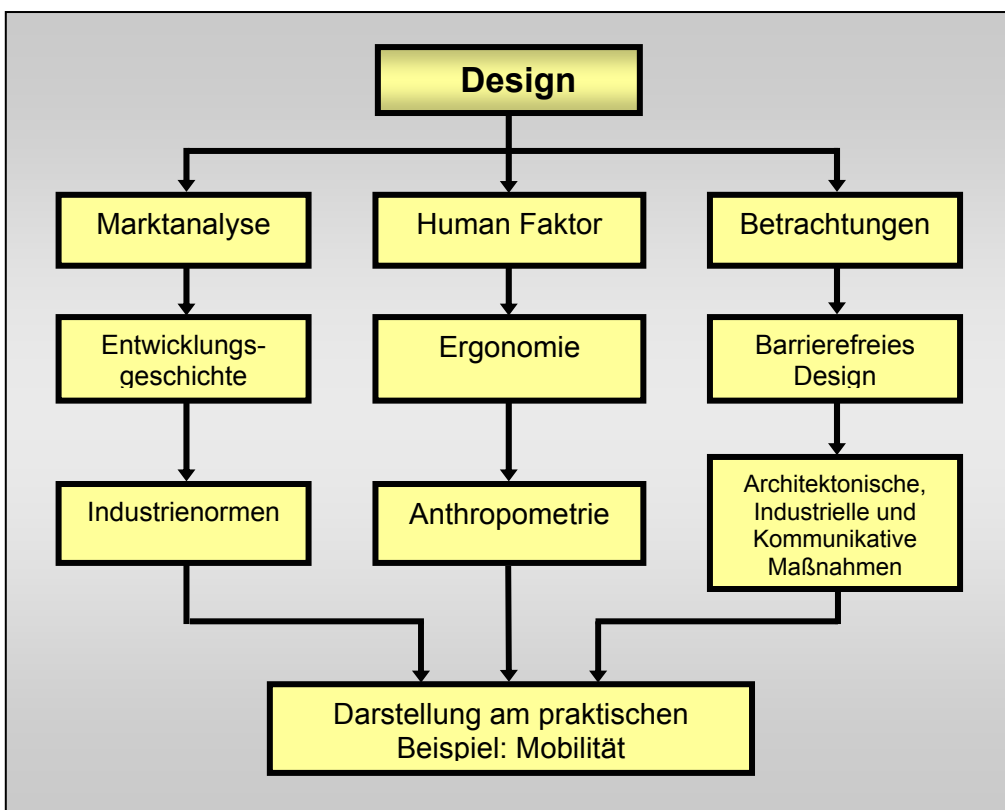 Design
Marktanalyse
Human Faktor
Betrachtungen
Entwicklungs-
geschichte
Ergonomie
Barrierefreies
Design
Industrienormen
Anthropometrie
Architektonische,
Industrielle und
Kommunikative
Maßnahmen
Darstellung am praktischen
Beispiel: Mobilität